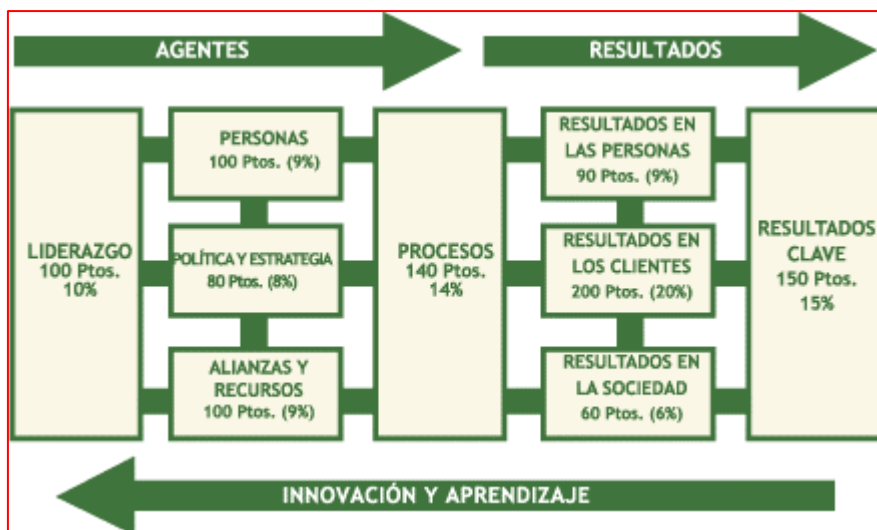 AGENTES
RESULTADOS
LIDERAZGO
100 Ptos.
10%
PERSONAS
100 Ptos. (9%)
POLÍTICA Y ESTRATEGIA
80 Ptos. (8%)
ALIANZAS Y
RECURSOS
100 Ptos. (9%)
PROCESOS
140 Ptos.
14%
RESULTADOS EN
LAS PERSONAS
90 Ptos. (9%)
RESULTADOS EN
LOS CLIENTES
200 Ptos. (20%)
RESULTADOS EN
LA SOCIEDAD
60 Ptos. (6%)
RESULTADOS
CLAVE
150 Ptos.
15%
INNOVACIÓN Y APRENDIZAJE